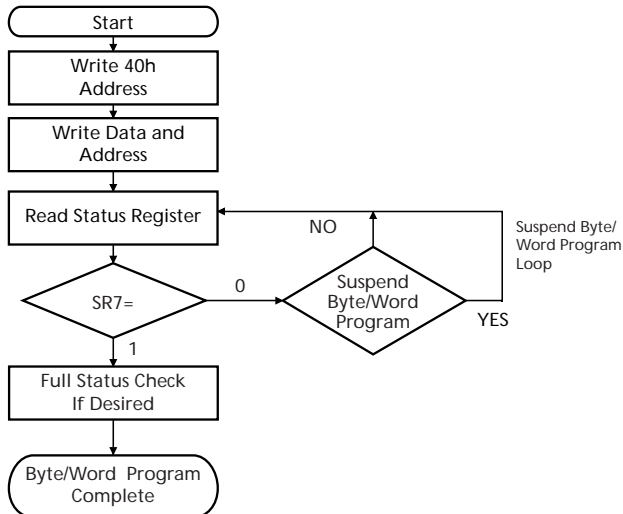 Start
Write 40h
Address
Write Data and
Address
Read Status Register
NO
Suspend Byte/
Word Program
Loop
SR7=
0
Suspend
Byte/Word
Program
YES
1
Full Status Check
If Desired
Byte/Word Program
Complete